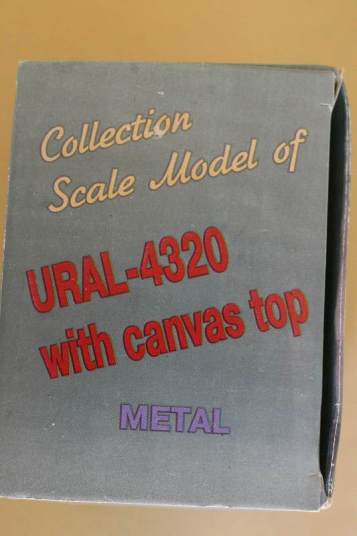 Collection
Scale Model of
URAL-4320
with canvas top
METAL